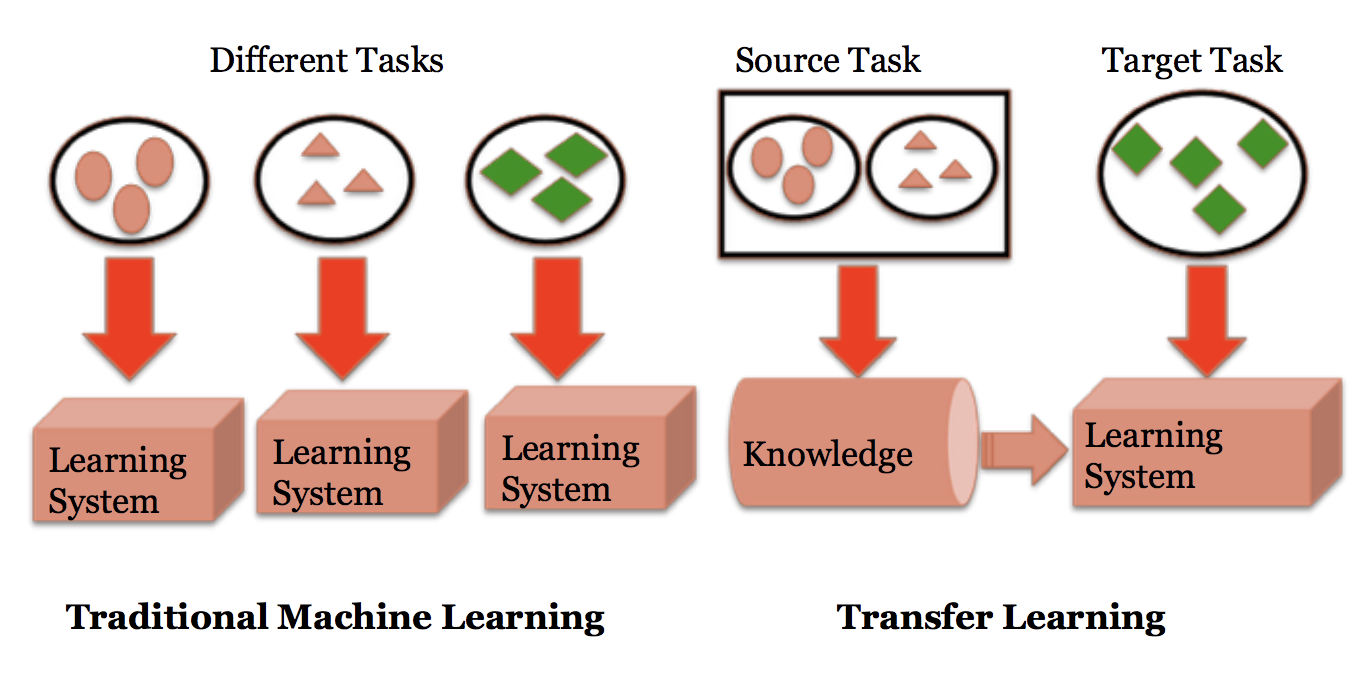 Different Tasks
Source Task
Target Task
Learning
System
Learning
System
Learning
System
Knowledge
Learning
System
Traditional Machine Learning
Transfer Learning